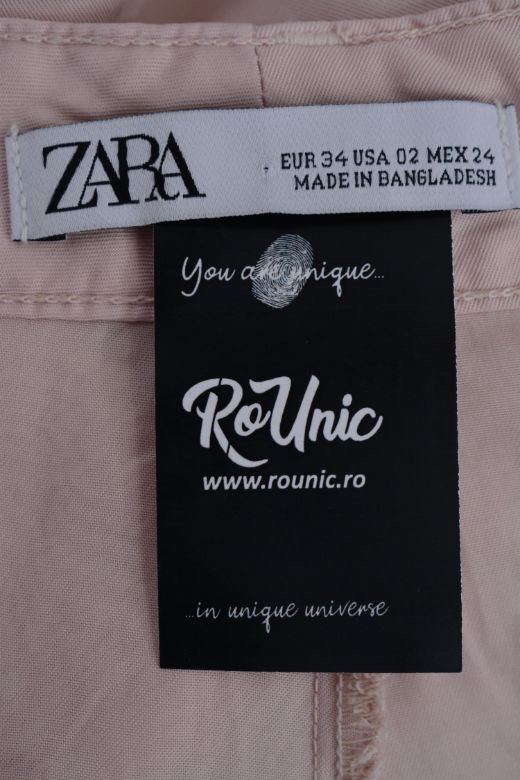 ZARA
EUR 34 USA 02 MEX 24
MADE IN BANGLADESH
You are unique...
RoUnic
www.rounic.ro
...in unique universe